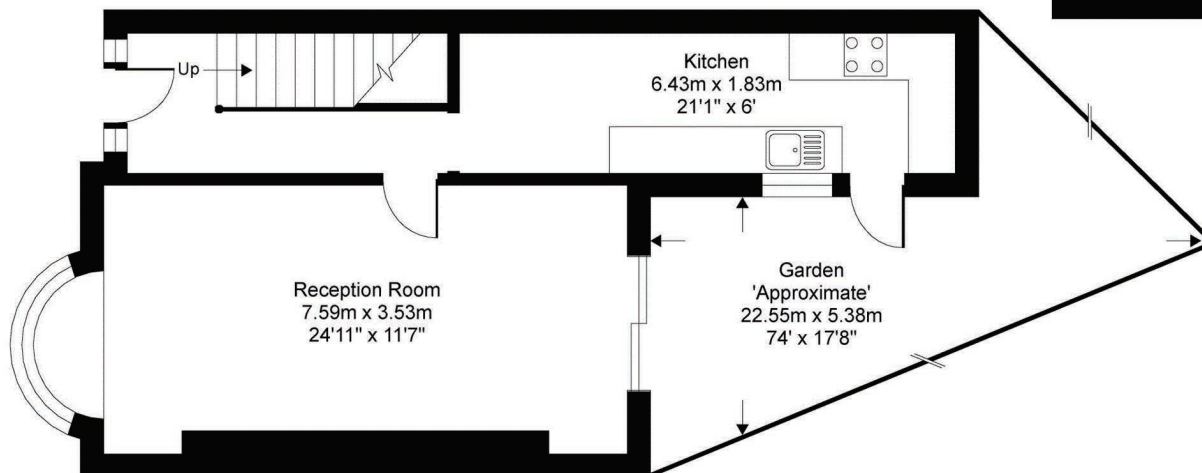 Up
Kitchen
6.43m x 1.83m
21'1" x 6'
Reception Room
7.59m x 3.53m
24'11" x 11'7"
Garden
'Approximate'
22.55m x 5.38m
74' x 17'8"